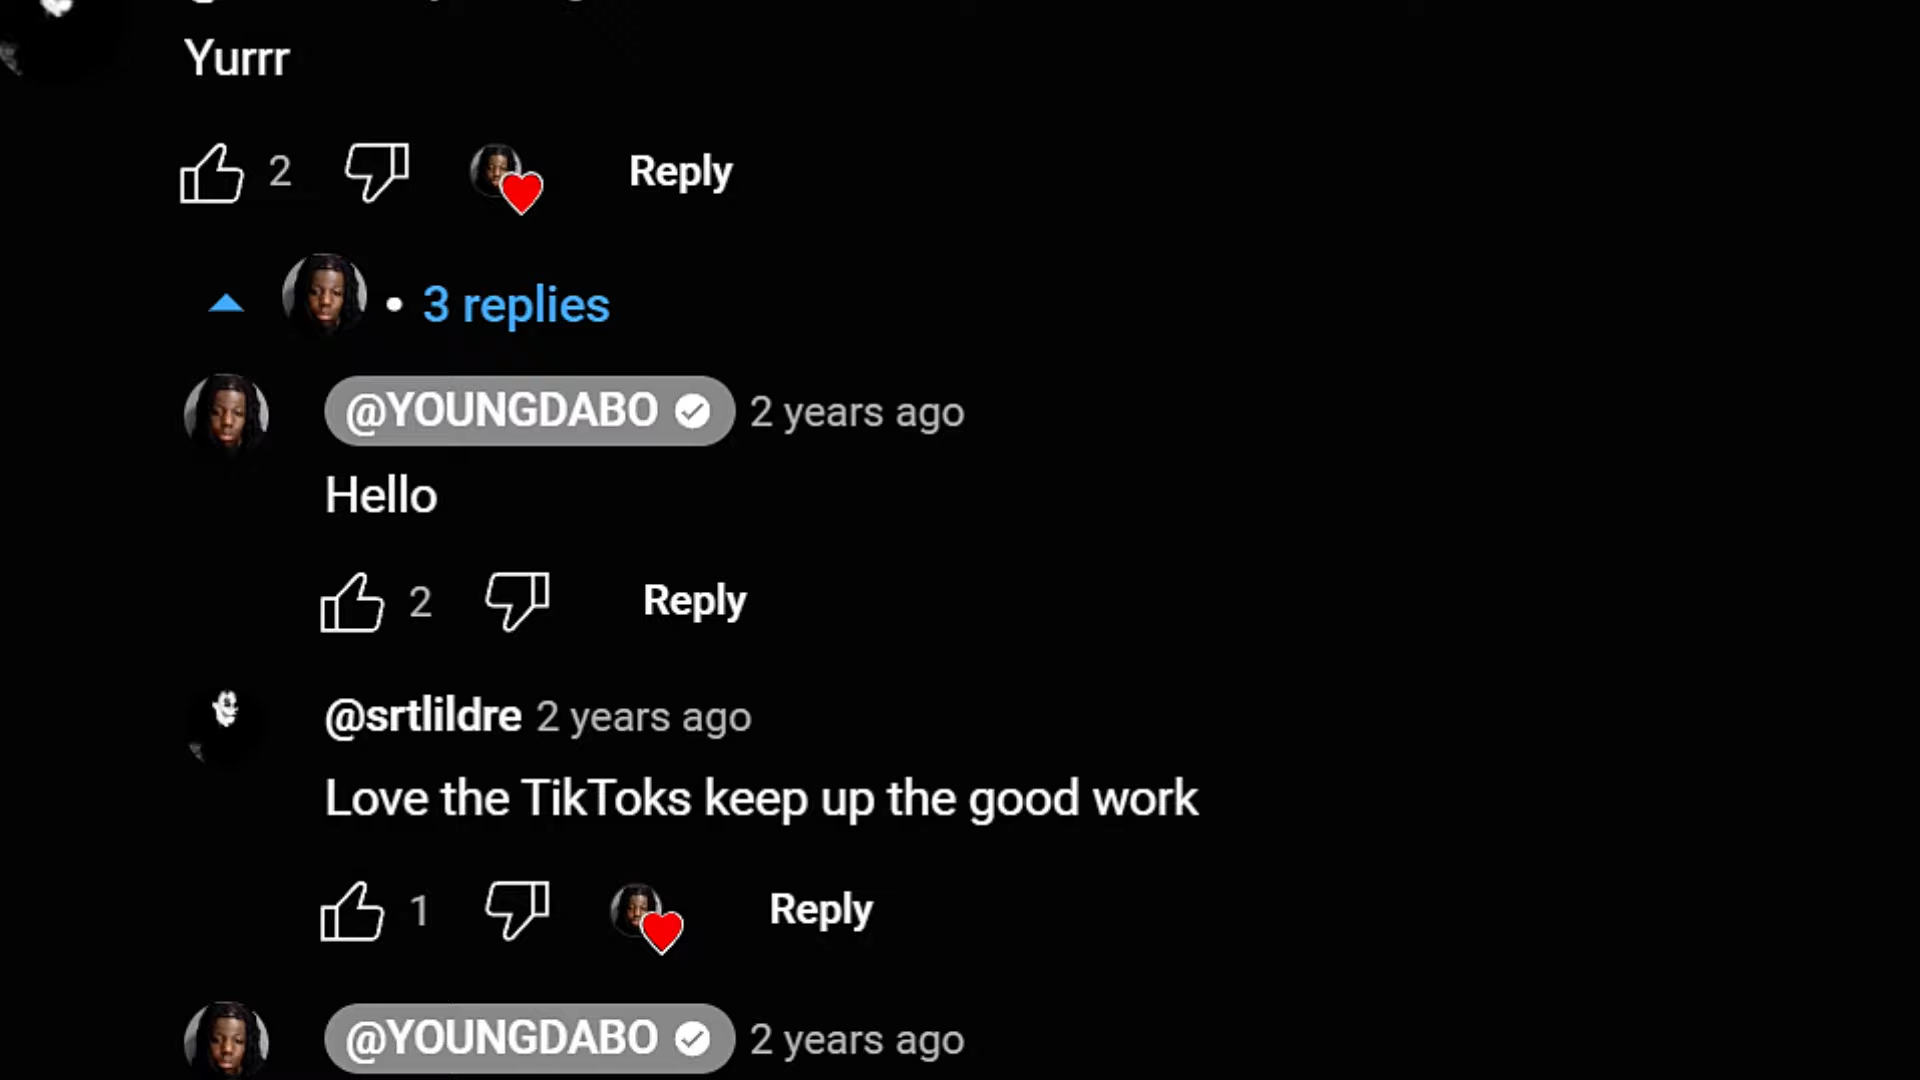 Yurrr
2 Reply
• 3 replies
@YOUNGDABO 2 years ago
Hello
2 Reply
@srtlildre 2 years ago
Love the TikToks keep up the good work
1 Reply
@YOUNGDABO 2 years ago